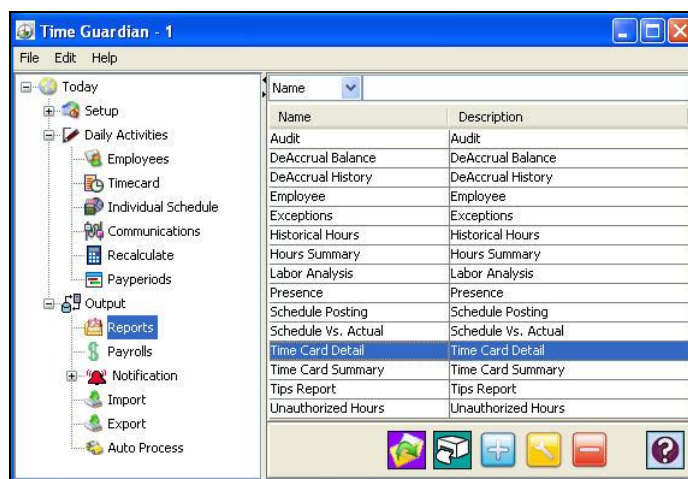 Time Guardian - 1
File Edit Help
Today
Setup
Daily Activities
Employees
Timecard
Individual Schedule
Communications
Recalculate
Payperiods
Output
Reports
Payrolls
Notification
Import
Export
Auto Process
Name
Name Description
Audit Audit
DeAccrual Balance DeAccrual Balance
DeAccrual History DeAccrual History
Employee Employee
Exceptions Exceptions
Historical Hours Historical Hours
Hours Summary Hours Summary
Labor Analysis Labor Analysis
Presence Presence
Schedule Posting Schedule Posting
Schedule Vs. Actual Schedule Vs. Actual
Time Card Detail Time Card Detail
Time Card Summary Time Card Summary
Tips Report Tips Report
Unauthorized Hours Unauthorized Hours